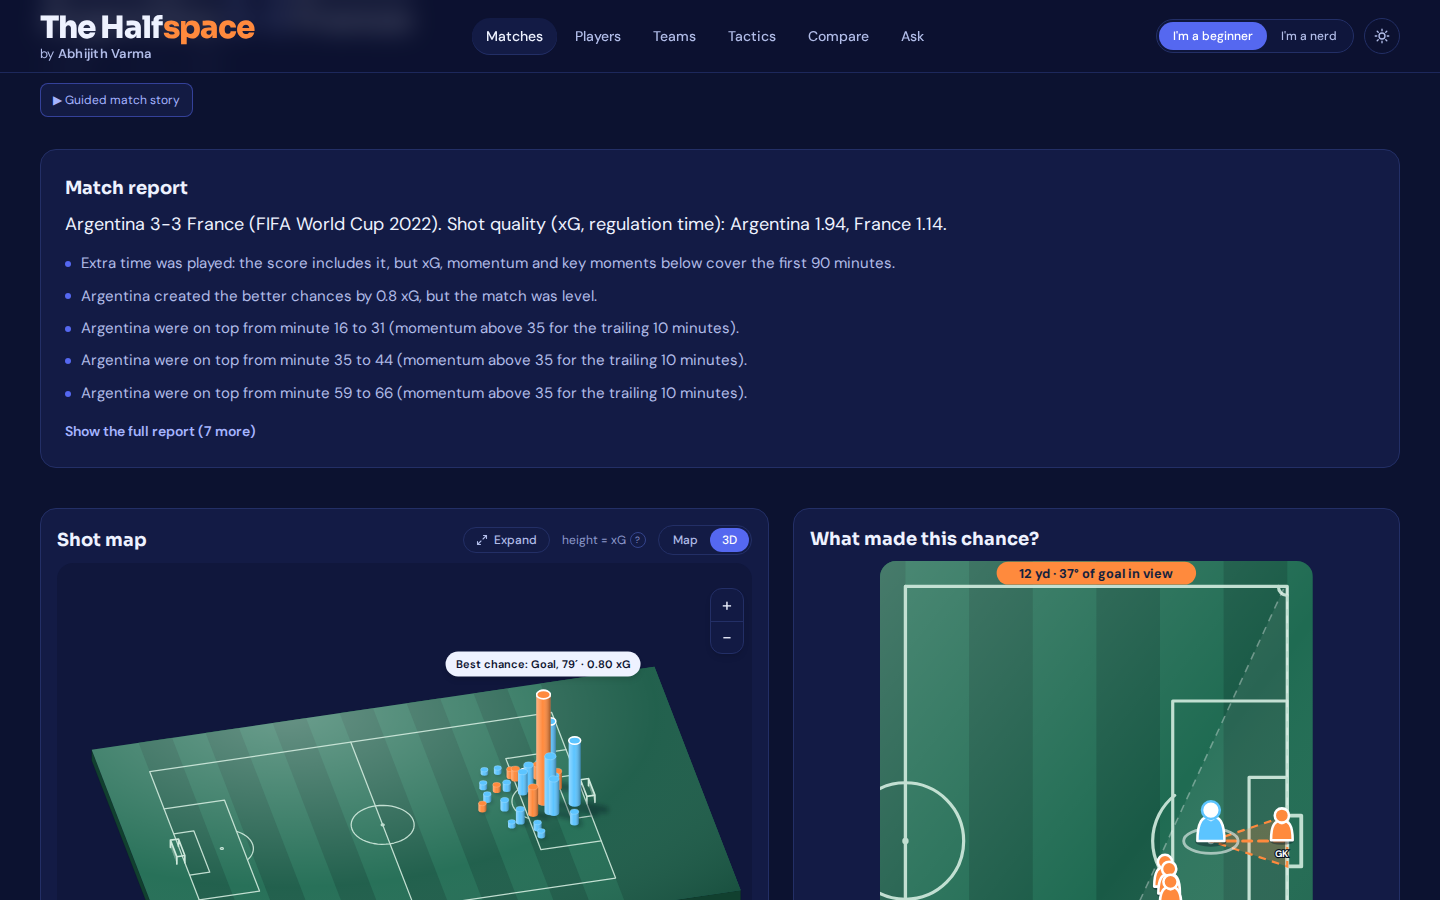 The Halfspace
by Abhijith Varma
Matches Players Teams Tactics Compare Ask
I'm a beginner I'm a nerd
▶ Guided match story
Match report
Argentina 3-3 France (FIFA World Cup 2022). Shot quality (xG, regulation time): Argentina 1.94, France 1.14.
Extra time was played: the score includes it, but xG, momentum and key moments below cover the first 90 minutes.
Argentina created the better chances by 0.8 xG, but the match was level.
Argentina were on top from minute 16 to 31 (momentum above 35 for the trailing 10 minutes).
Argentina were on top from minute 35 to 44 (momentum above 35 for the trailing 10 minutes).
Argentina were on top from minute 59 to 66 (momentum above 35 for the trailing 10 minutes).
Show the full report (7 more)
Shot map
Expand height = xG ? Map 3D
+
−
Best chance: Goal, 79′ · 0.80 xG
What made this chance?
12 yd · 37° of goal in view
GK